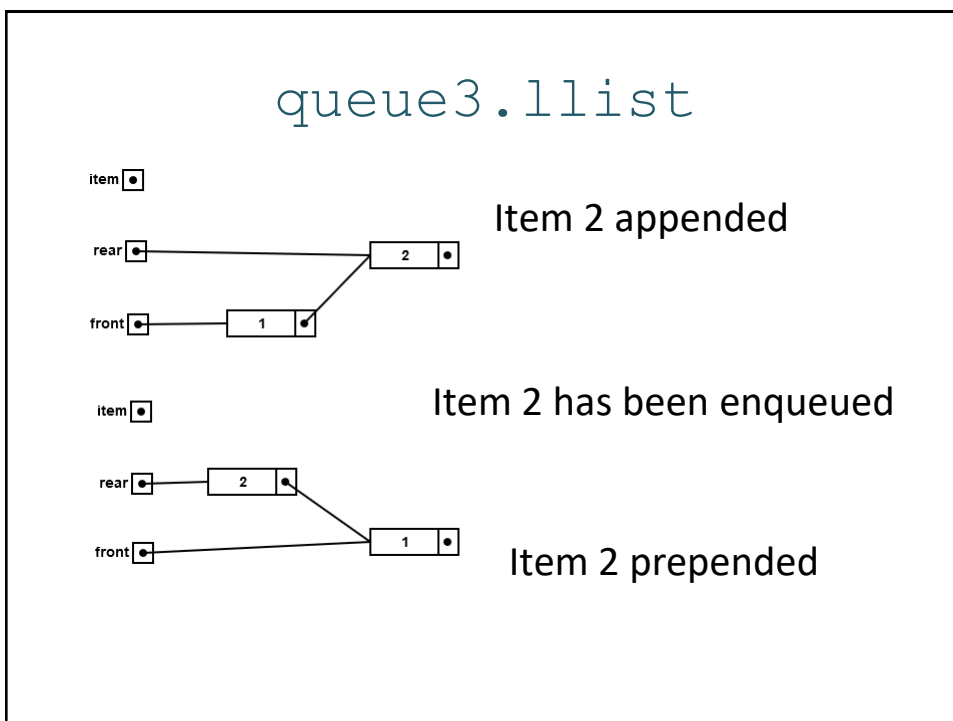 queue3.llist
item
Item 2 appended
rear
2
front
1
item
Item 2 has been enqueued
rear
2
front
1
Item 2 prepended